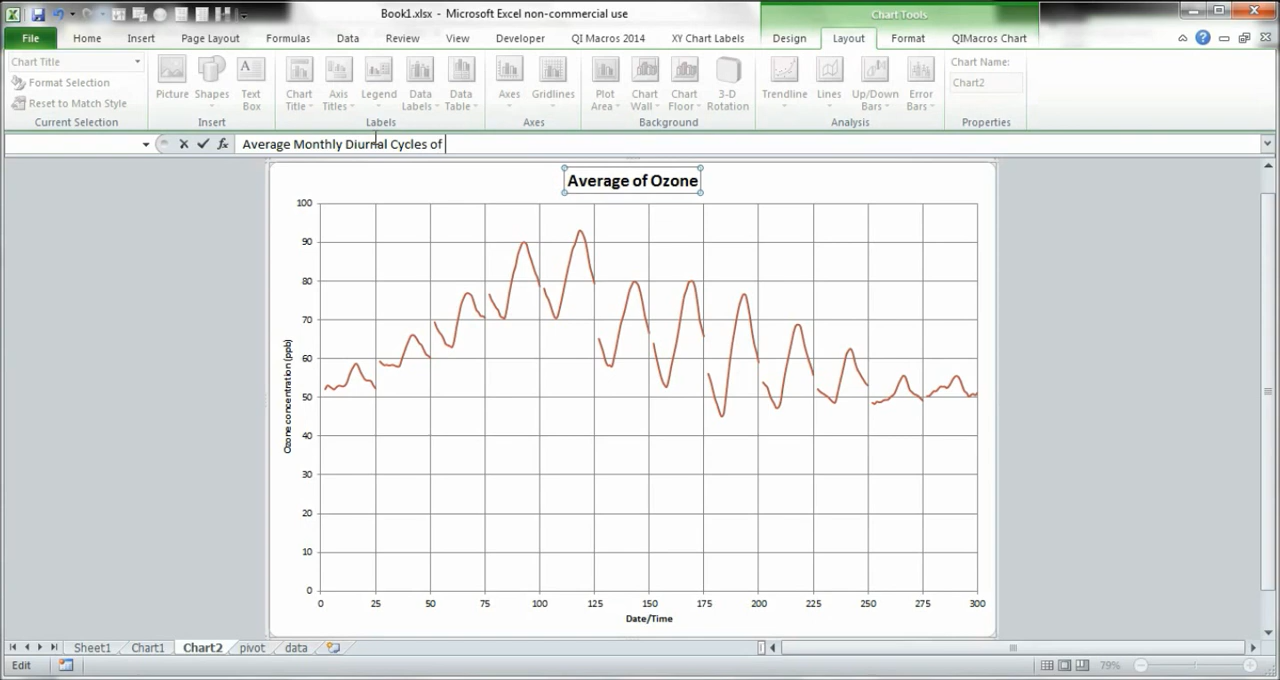 Book1.xlsx - Microsoft Excel non-commercial use
Chart Tools
File Home Insert Page Layout Formulas Data Review View Developer QI Macros 2014 XY Chart Labels Design Layout Format QIMacros Chart
Chart Title
Format Selection
Reset to Match Style
Current Selection
Picture Shapes Text Box
Insert
Chart Title Axis Titles Legend Data Labels Data Table
Labels
Axes Gridlines
Axes
Plot Area Chart Wall Chart Floor 3-D Rotation
Background
Trendline Lines Up/Down Bars Error Bars
Analysis
Chart Name:
Chart2
Properties
fx Average Monthly Diurnal Cycles of
Average of Ozone
100
90
80
70
60
50
40
30
20
10
0
Ozone concentration (ppb)
0 25 50 75 100 125 150 175 200 225 250 275 300
Date/Time
Sheet1 Chart1 Chart2 pivot data
Edit 79%